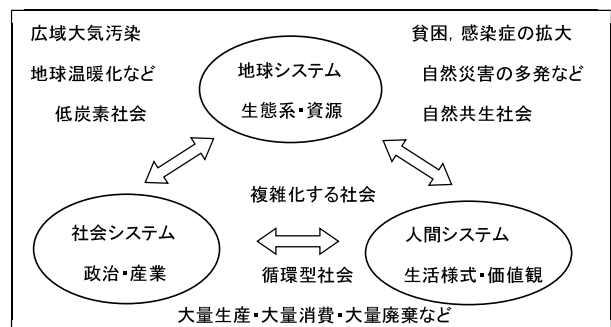 広域大気汚染
地球温暖化など
低炭素社会
地球システム
生態系・資源
貧困, 感染症の拡大
自然災害の多発など
自然共生社会
複雑化する社会
社会システム
政治・産業
循環型社会
人間システム
生活様式・価値観
大量生産・大量消費・大量廃棄など